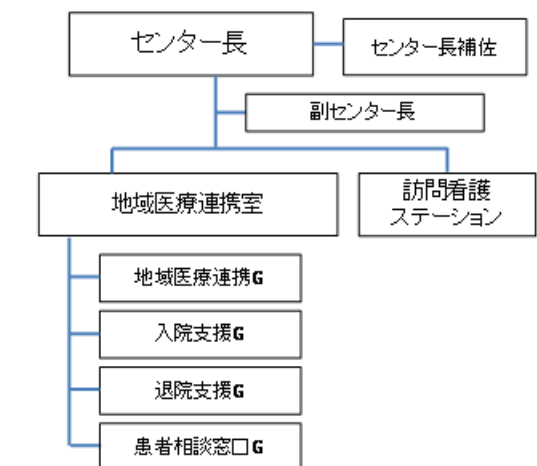 センター長
センター長補佐
副センター長
地域医療連携室
訪問看護
ステーション
地域医療連携G
入院支援G
退院支援G
患者相談窓口G